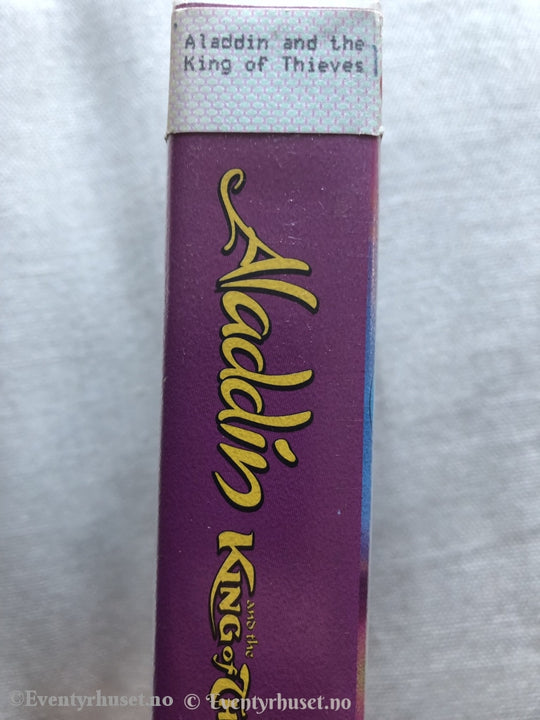 Aladdin and the
King of Thieves
Aladdin
and the
KING of
©Eventyrhuset.no © Eventyrhuset.no